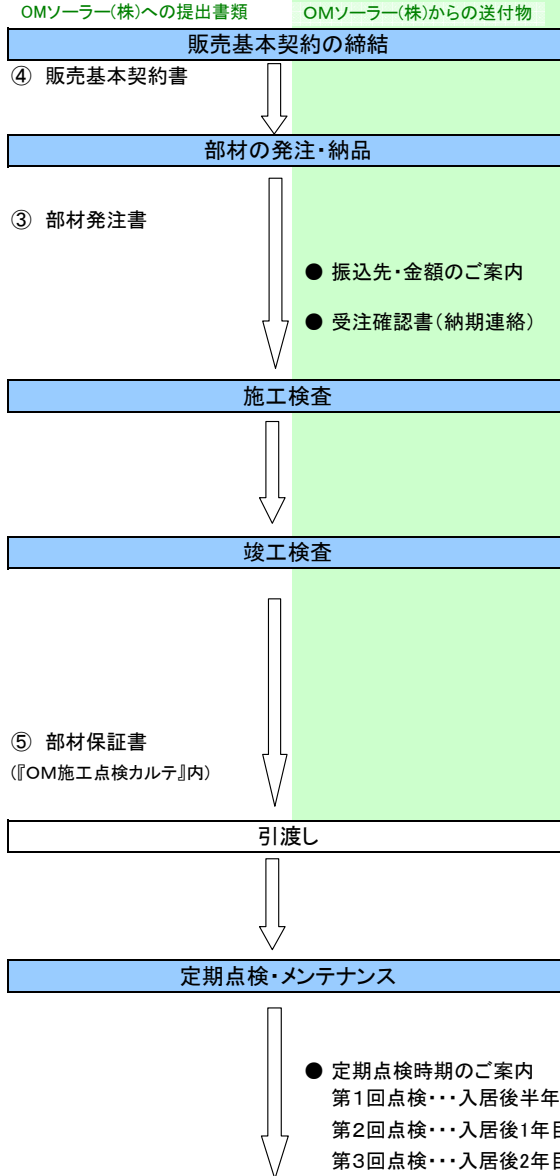 OMソーラー(株)への提出書類
OMソーラー(株)からの送付物
販売基本契約の締結
④ 販売基本契約書
部材の発注・納品
③ 部材発注書
● 振込先・金額のご案内
● 受注確認書(納期連絡)
施工検査
竣工検査
⑤ 部材保証書
(『OM施工点検カルテ』内)
引渡し
定期点検・メンテナンス
● 定期点検時期のご案内
第1回点検・・・入居後半年
第2回点検・・・入居後1年目
第3回点検・・・入居後2年目